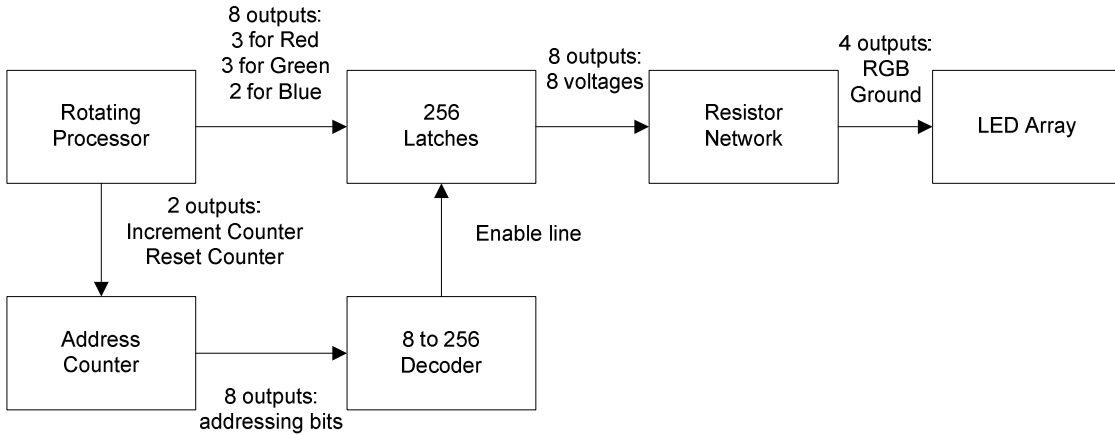 8 outputs:
3 for Red
3 for Green
2 for Blue
8 outputs:
8 voltages
4 outputs:
RGB
Ground
Rotating
Processor
256
Latches
Resistor
Network
LED Array
2 outputs:
Increment Counter
Reset Counter
Enable line
Address
Counter
8 to 256
Decoder
8 outputs:
addressing bits